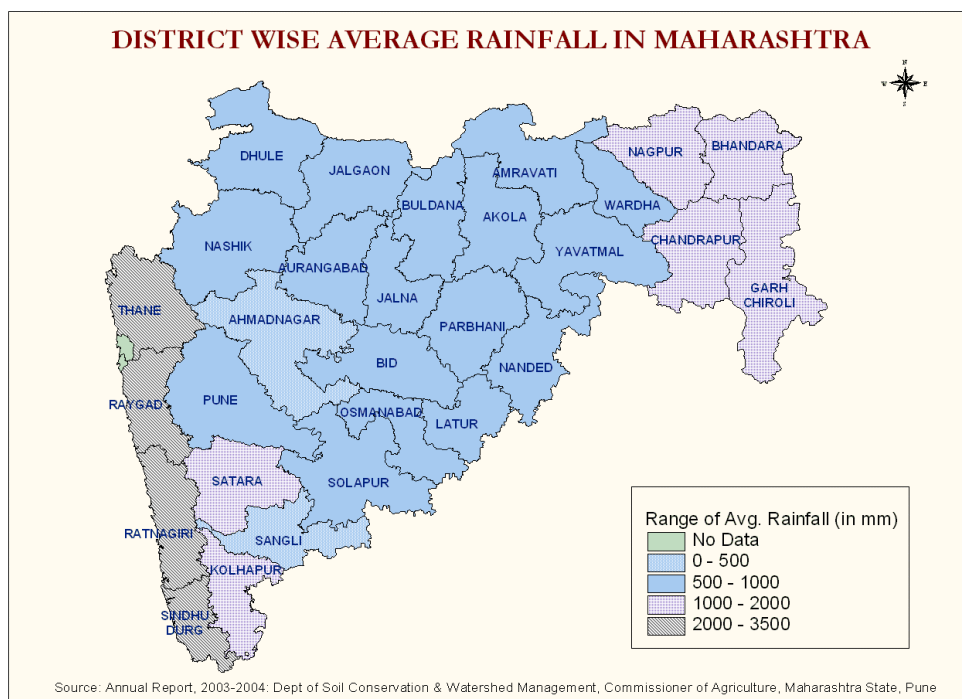 DISTRICT WISE AVERAGE RAINFALL IN MAHARASHTRA
N
W E
S
DHULE
JALGAON
BULDANA
AKOLA
AMRAVATI
WARDHA
NAGPUR
BHANDARA
NASHIK
AURANGABAD
JALNA
YAVATMAL
CHANDRAPUR
GARH
CHIROLI
THANE
AHMADNAGAR
PARBHANI
BID
NANDED
RAYGAD
PUNE
OSMANABAD
LATUR
SATARA
SOLAPUR
RATNAGIRI
SANGLI
KOLHAPUR
SINDHU
DURG
Range of Avg. Rainfall (in mm)
No Data
0 - 500
500 - 1000
1000 - 2000
2000 - 3500
Source: Annual Report, 2003-2004: Dept of Soil Conservation & Watershed Management, Commissioner of Agriculture, Maharashtra State, Pune